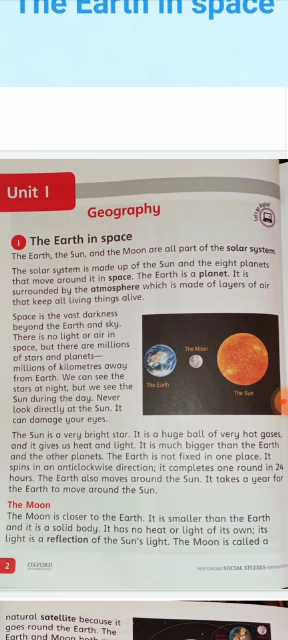 The Earth in space
Unit 1
Geography
1 The Earth in space
The Earth, the Sun, and the Moon are all part of the solar system.
The solar system is made up of the Sun and the eight planets
that move around it in space. The Earth is a planet. It is
surrounded by the atmosphere which is made of layers of air
that keep all living things alive.
Space is the vast darkness
beyond the Earth and sky.
There is no light or air in
space, but there are millions
of stars and planets—
millions of kilometres away
from Earth. We can see the
stars at night, but we see the
Sun during the day. Never
look directly at the Sun. It
can damage your eyes.
The Moon
The Earth
The Sun
The Sun is a very bright star. It is a huge ball of very hot gases,
and it gives us heat and light. It is much bigger than the Earth
and the other planets. The Earth is not fixed in one place. It
spins in an anticlockwise direction; it completes one round in 24
hours. The Earth also moves around the Sun. It takes a year for
the Earth to move around the Sun.
The Moon
The Moon is closer to the Earth. It is smaller than the Earth
and it is a solid body. It has no heat or light of its own; its
light is a reflection of the Sun's light. The Moon is called a
2
OXFORD
NEW OXFORD SOCIAL STUDIES
natural satellite because it
goes round the Earth. The
Earth and Moon both